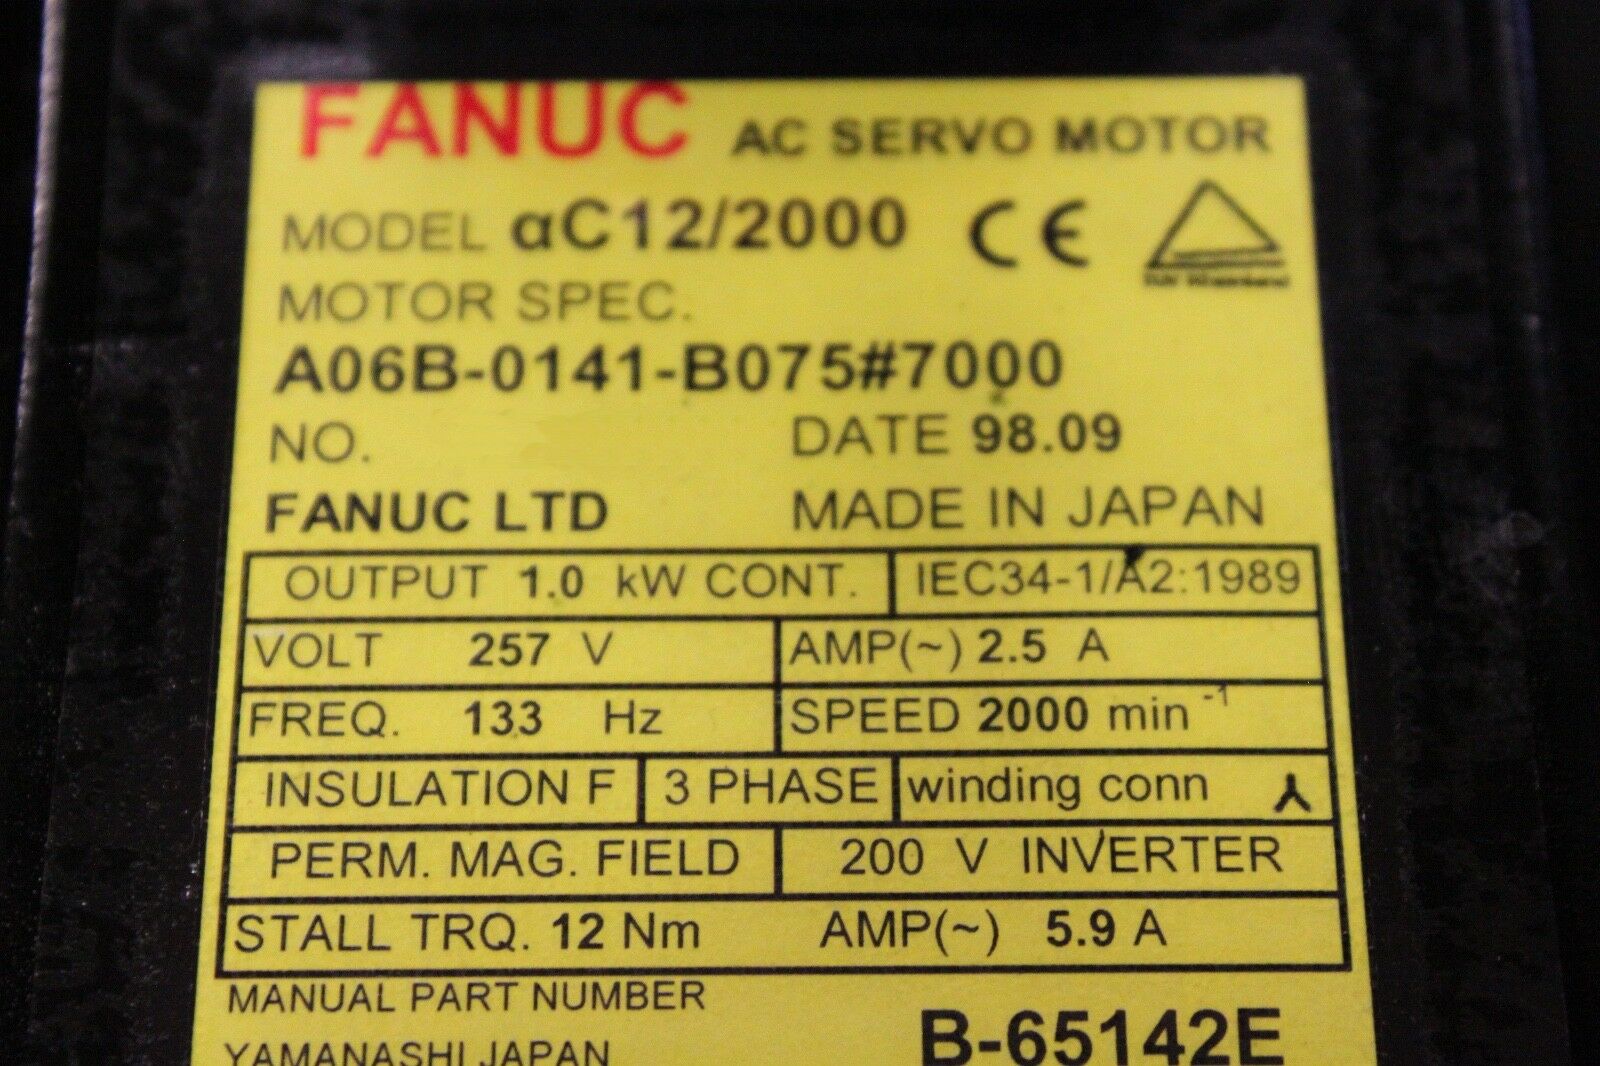 FANUC AC SERVO MOTOR
MODEL αC12/2000 CE
MOTOR SPEC.
A06B-0141-B075#7000
NO. DATE 98.09
FANUC LTD MADE IN JAPAN
OUTPUT 1.0 kW CONT. IEC34-1/A2:1989
VOLT 257 V AMP(~) 2.5 A
FREQ. 133 Hz SPEED 2000 min⁻¹
INSULATION F 3 PHASE winding conn
PERM. MAG. FIELD 200 V INVERTER
STALL TRQ. 12 Nm AMP(~) 5.9 A
MANUAL PART NUMBER
YAMANASHI JAPAN B-65142E